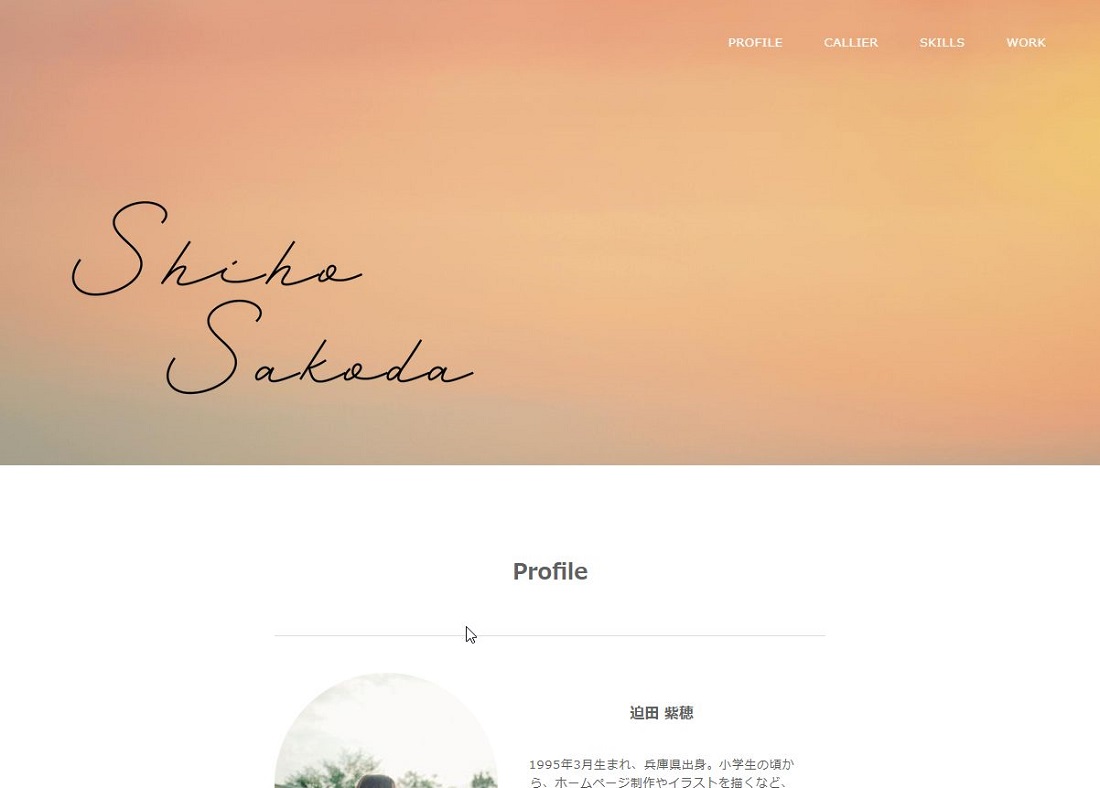 PROFILE CALLIER SKILLS WORK
Shiho
Sakoda
Profile
迫田 紫穂
1995年3月生まれ、兵庫県出身。小学生の頃か
ら、ホームページ制作やイラストを描くなど、